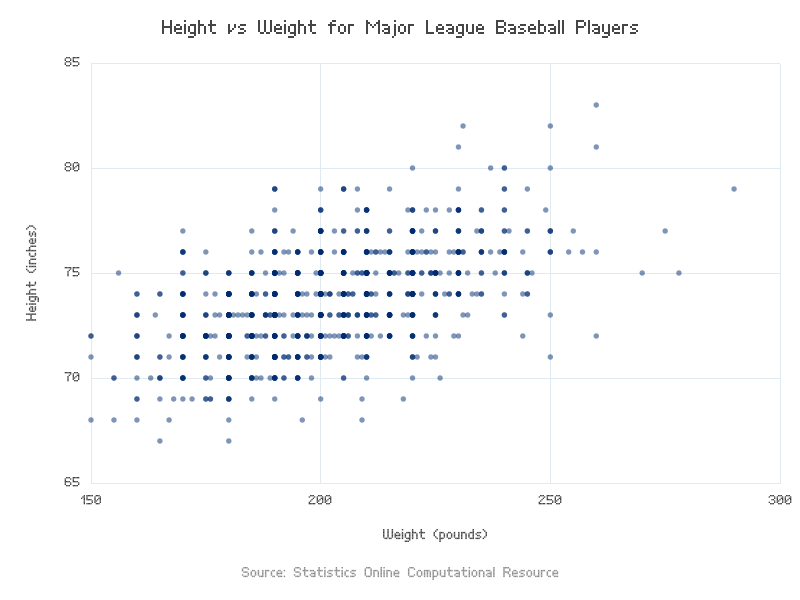 Height vs Weight for Major League Baseball Players
85
80
75
70
65
Height (inches)
150 200 250 300
Weight (pounds)
Source: Statistics Online Computational Resource